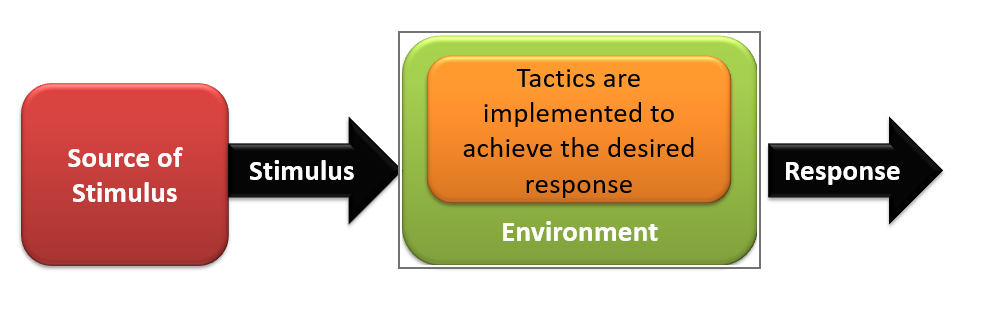 Source of
Stimulus
Stimulus
Tactics are
implemented to
achieve the desired
response
Environment
Response